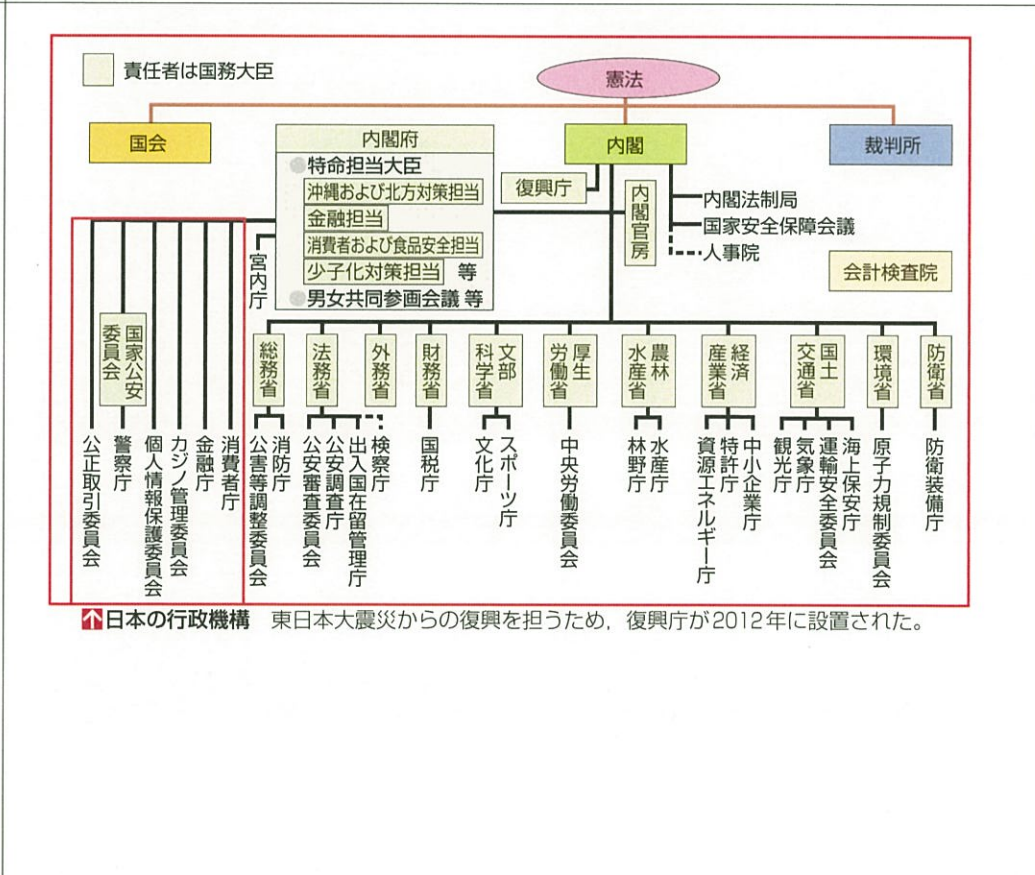 責任者は国務大臣
憲法
国会
内閣
裁判所
内閣府
特命担当大臣
沖縄および北方対策担当
金融担当
消費者および食品安全担当
少子化対策担当 等
男女共同参画会議 等
復興庁
内閣官房
内閣法制局
国家安全保障会議
人事院
会計検査院
宮内庁
国家公安委員会
公正取引委員会
警察庁
個人情報保護委員会
カジノ管理委員会
金融庁
消費者庁
総務省
公害等調整委員会
消防庁
法務省
公安審査委員会
公安調査庁
出入国在留管理庁
検察庁
外務省
財務省
国税庁
文部科学省
文化庁
スポーツ庁
厚生労働省
中央労働委員会
農林水産省
林野庁
水産庁
経済産業省
資源エネルギー庁
特許庁
中小企業庁
国土交通省
観光庁
気象庁
運輸安全委員会
海上保安庁
環境省
原子力規制委員会
防衛省
防衛装備庁
↑日本の行政機構 東日本大震災からの復興を担うため，復興庁が2012年に設置された。